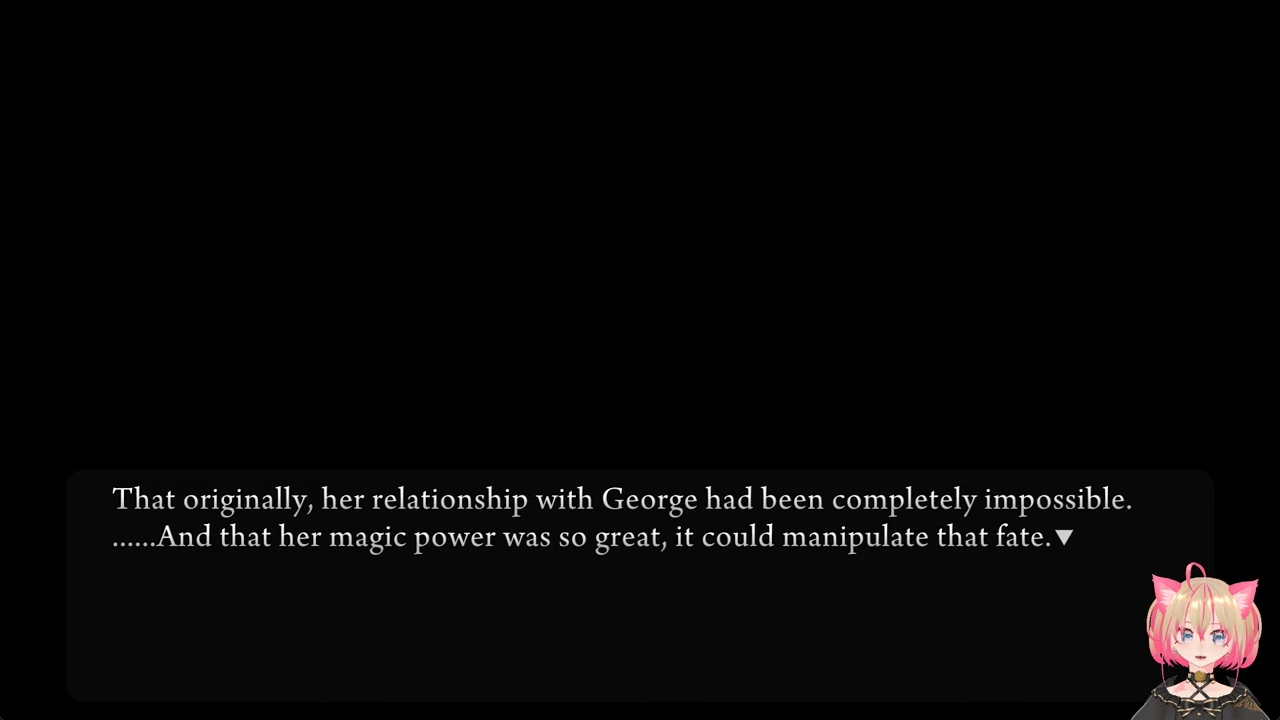 That originally, her relationship with George had been completely impossible.
......And that her magic power was so great, it could manipulate that fate.▼